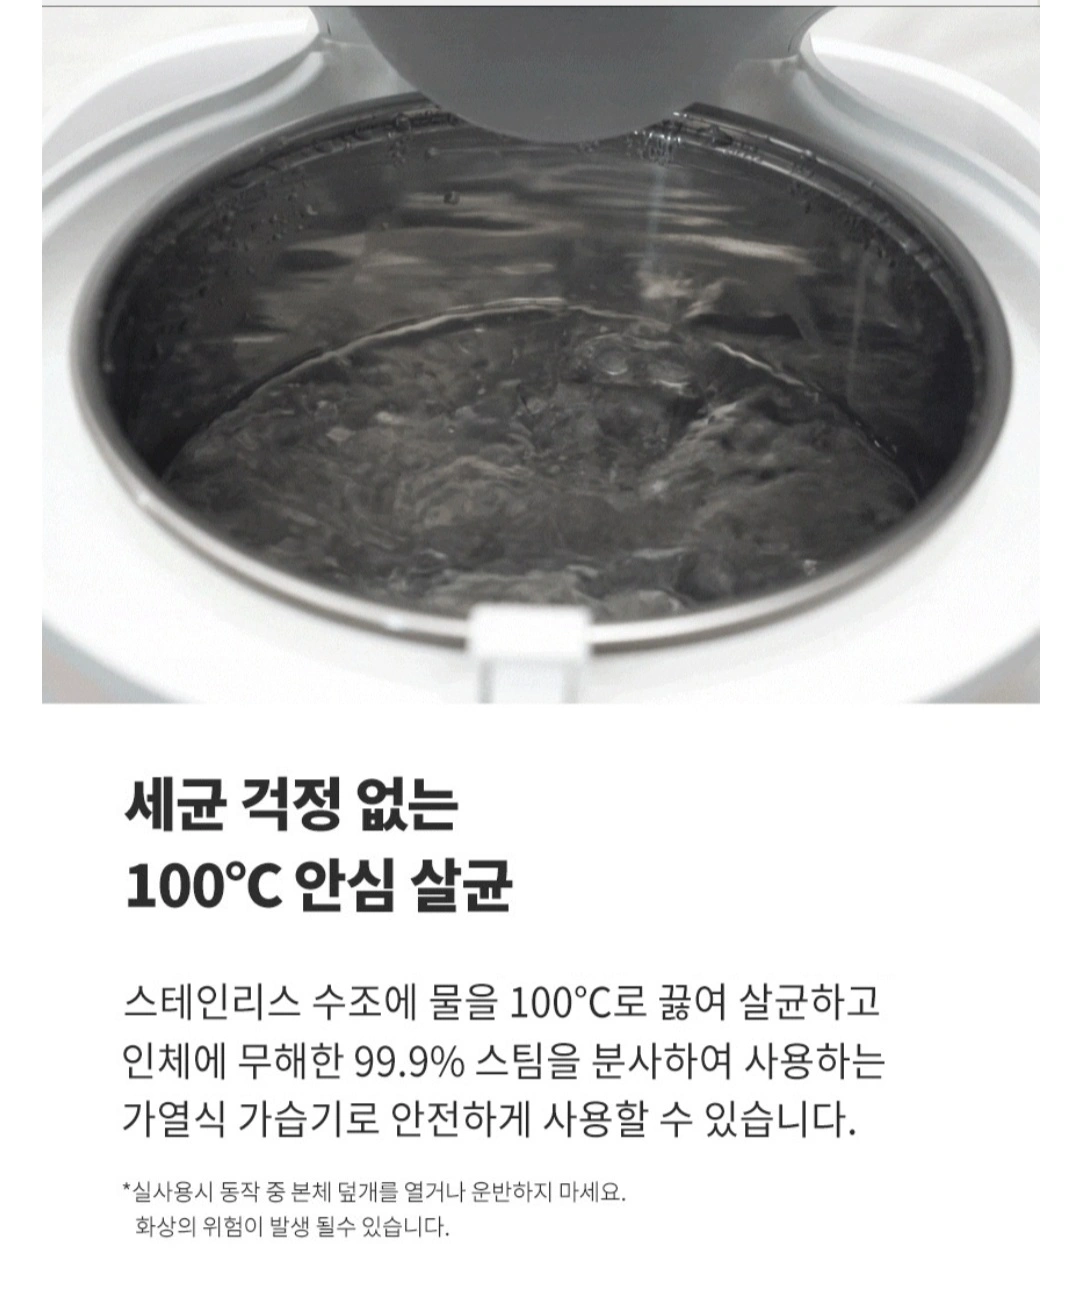 세균 걱정 없는
100℃ 안심 살균
스테인리스 수조에 물을 100℃로 끓여 살균하고
인체에 무해한 99.9% 스팀을 분사하여 사용하는
가열식 가습기로 안전하게 사용할 수 있습니다.
*실사용시 동작 중 본체 덮개를 열거나 운반하지 마세요.
화상의 위험이 발생 될수 있습니다.